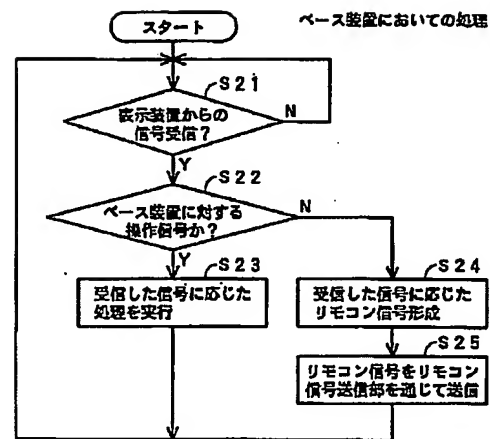 ベース装置においての処理
スタート
S21
表示装置からの
信号受信？
N
Y
S22
ベース装置に対する
操作信号か？
N
Y
S23
受信した信号に応じた
処理を実行
S24
受信した信号に応じた
リモコン信号形成
S25
リモコン信号をリモコン
信号送信部を通じて送信